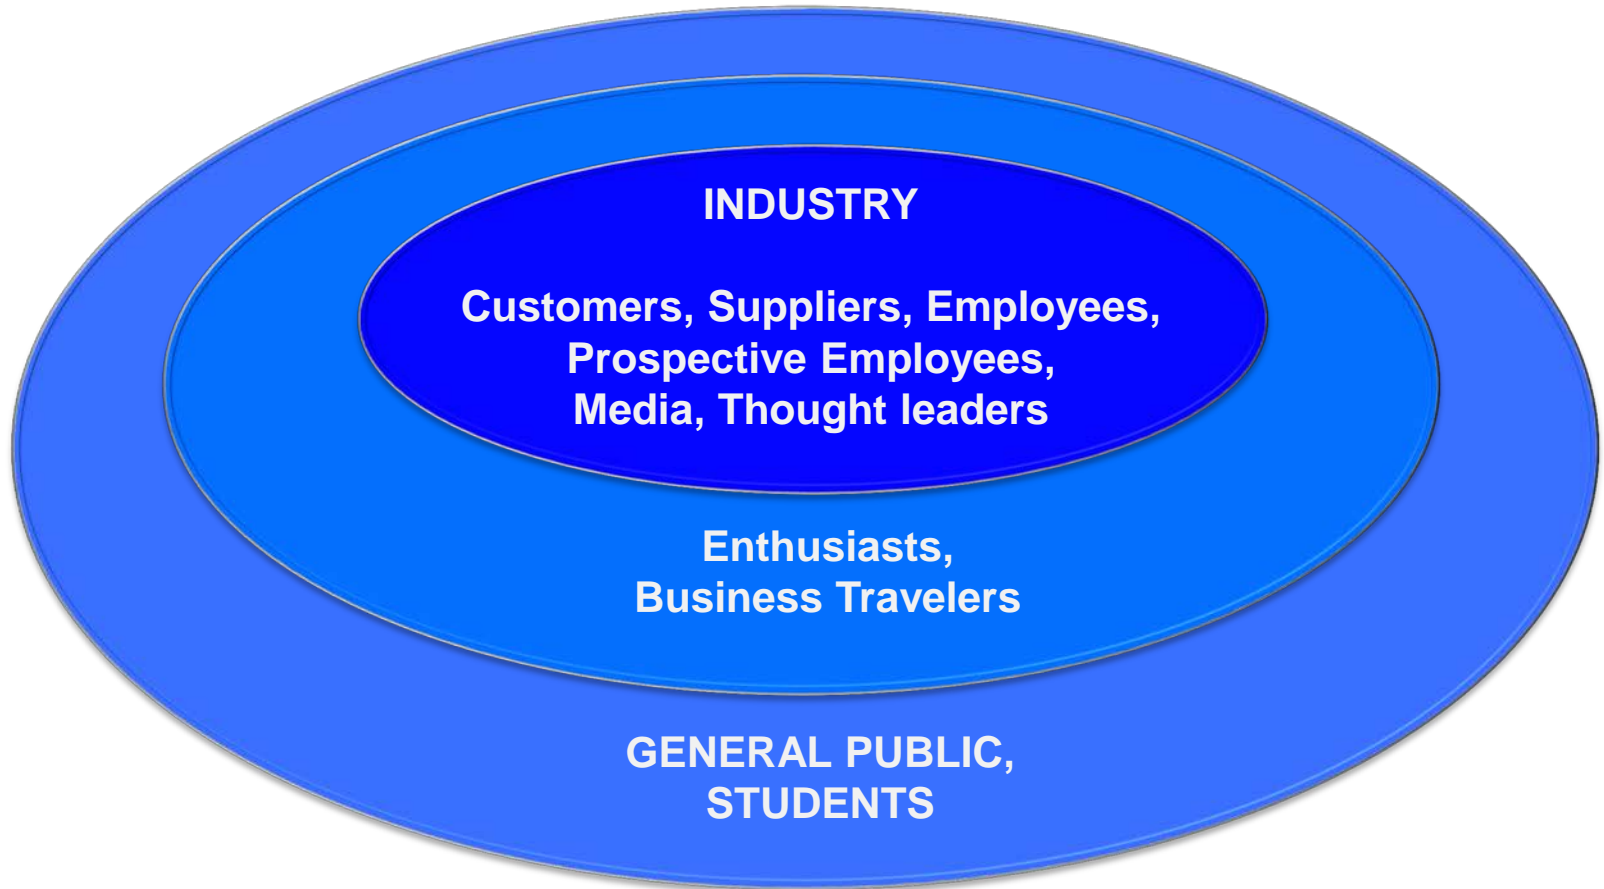 INDUSTRY
Customers, Suppliers, Employees,
Prospective Employees,
Media, Thought leaders
Enthusiasts,
Business Travelers
GENERAL PUBLIC,
STUDENTS